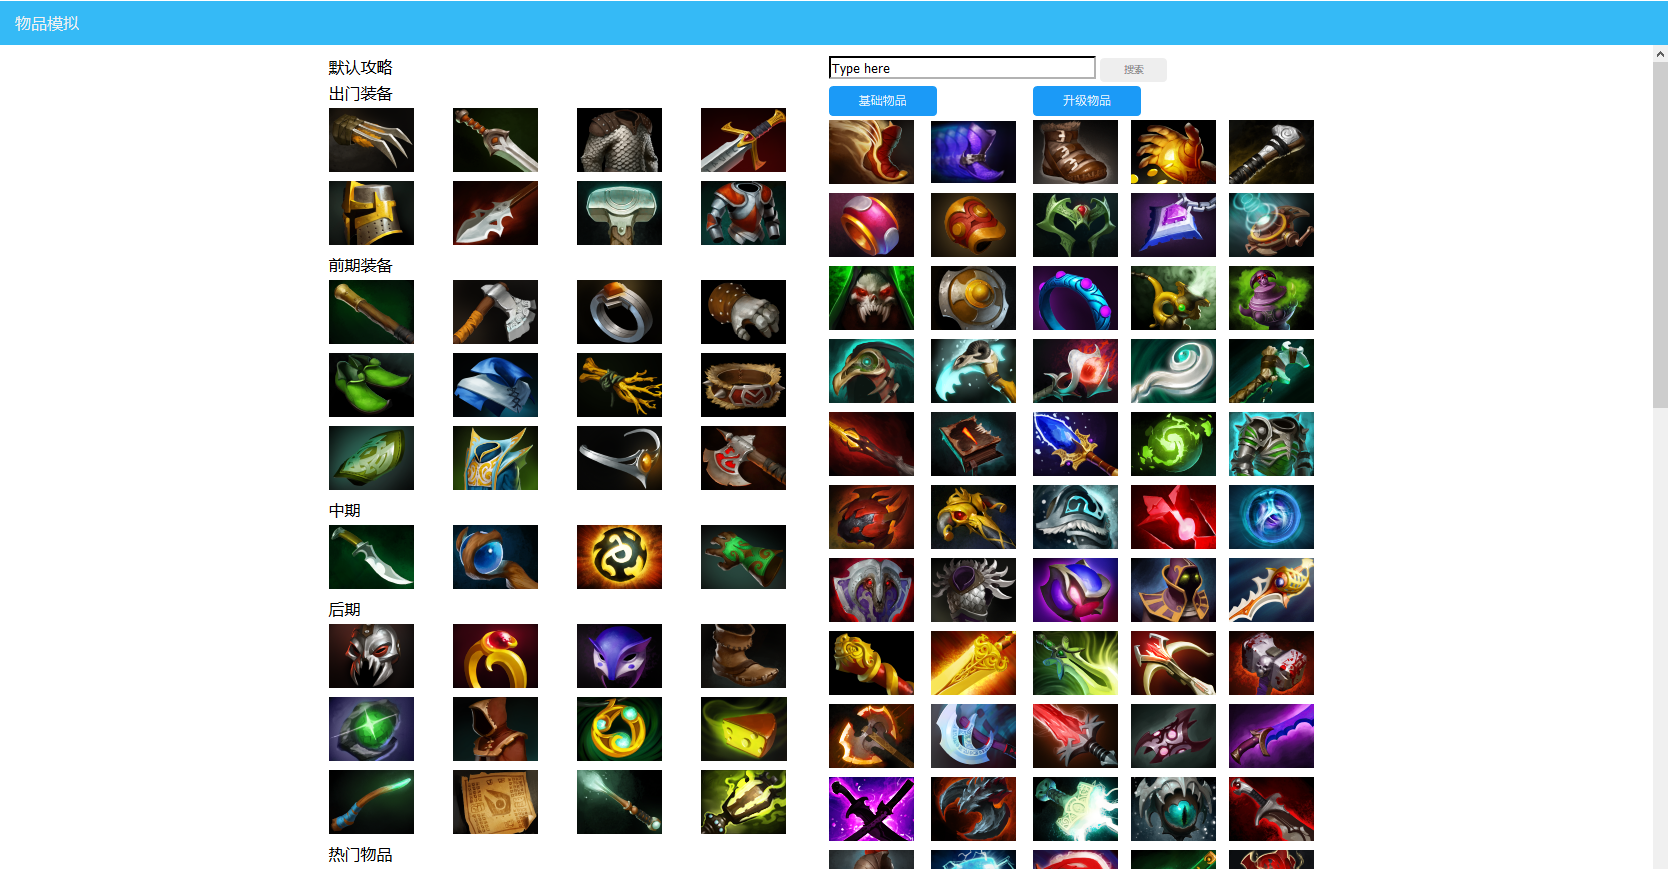 物品模拟
默认攻略
出门装备
前期装备
中期
后期
热门物品
Type here
搜索
基础物品
升级物品